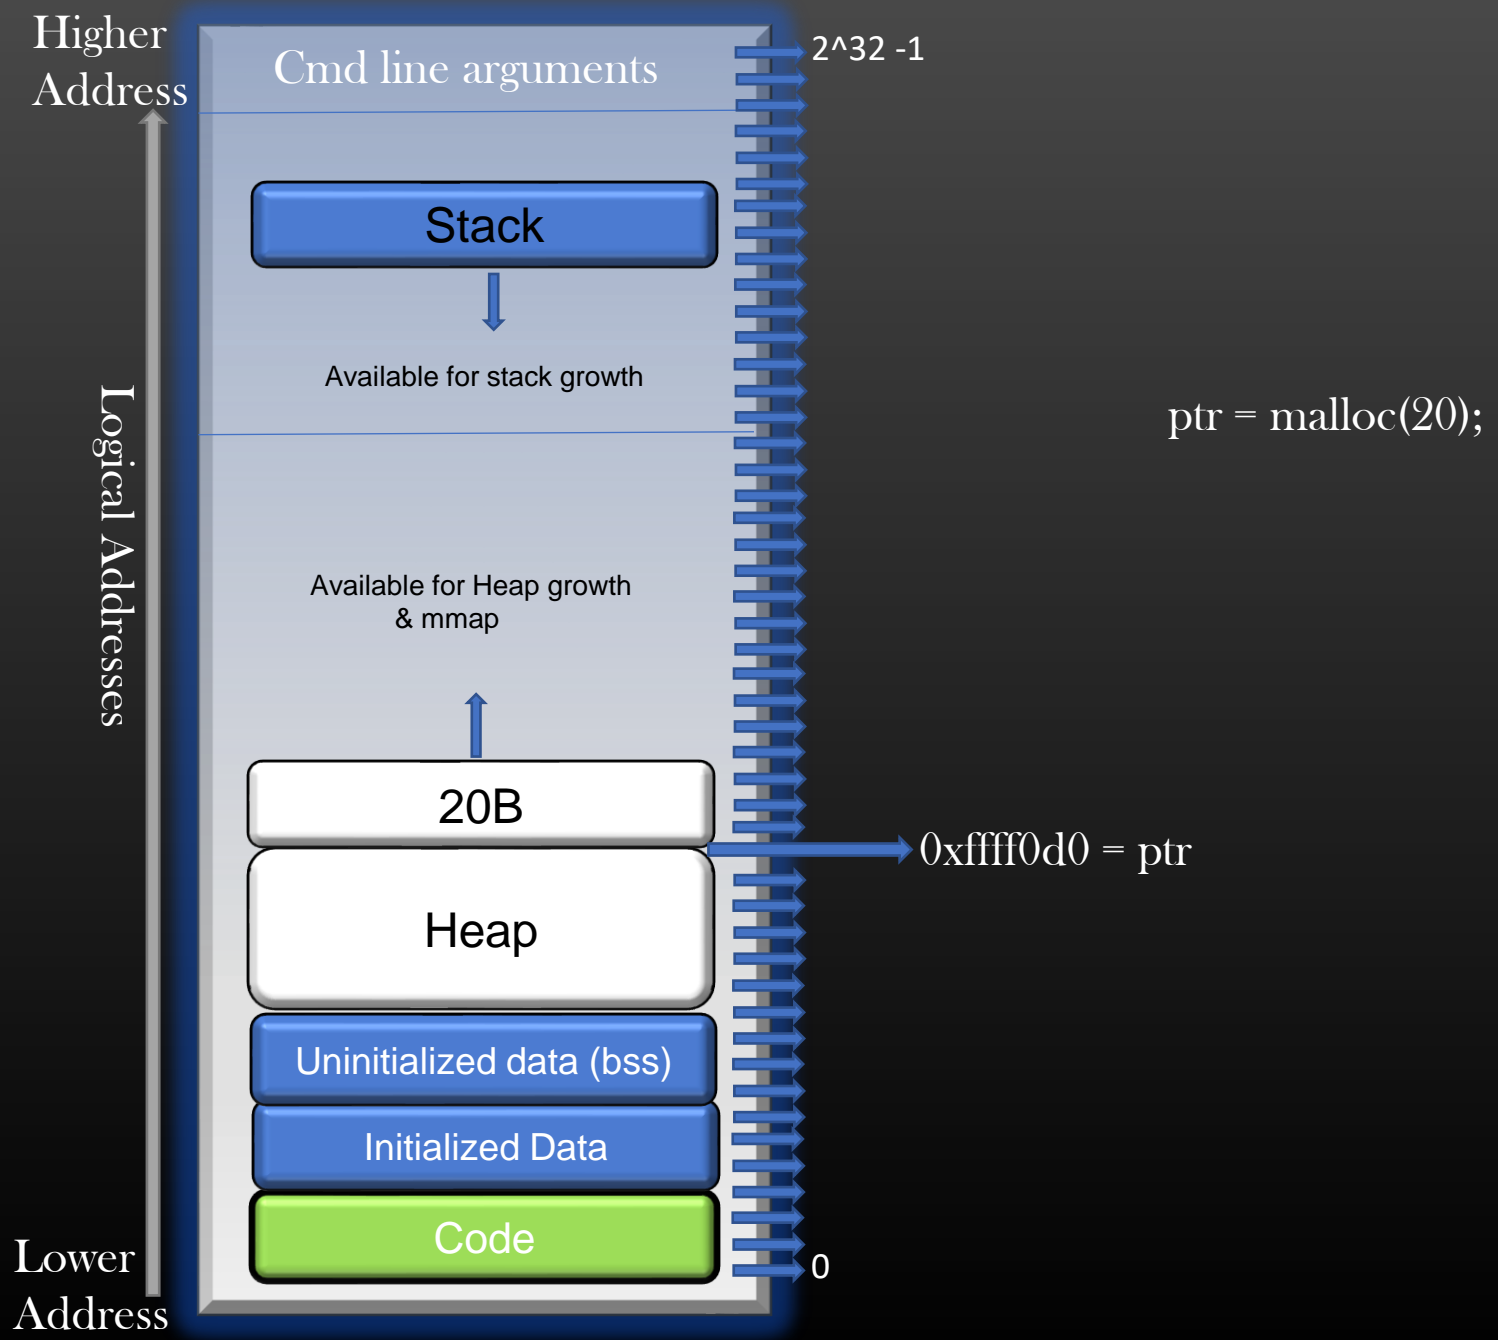 Higher
Address
Cmd line arguments
2^32 -1
Stack
Available for stack growth
Logical Addresses
ptr = malloc(20);
Available for Heap growth
& mmap
20B
0xffff0d0 = ptr
Heap
Uninitialized data (bss)
Initialized Data
Code
Lower
Address
0